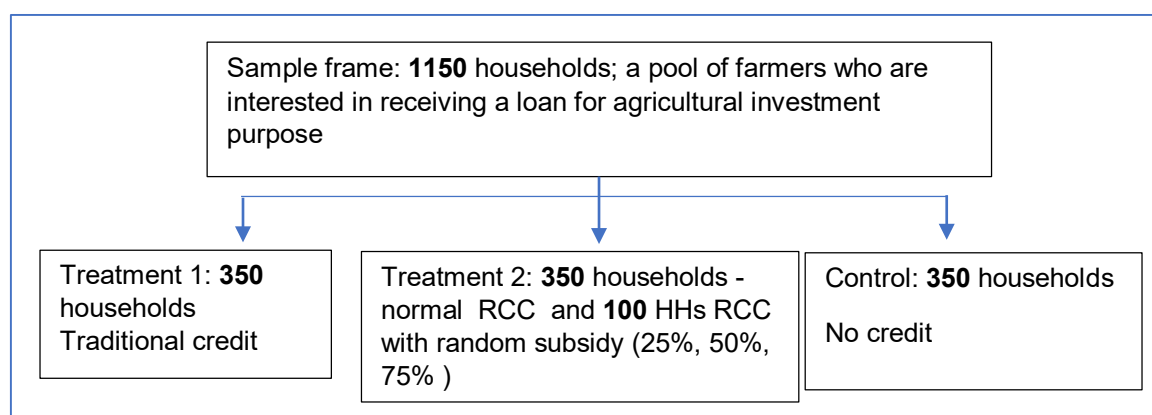 Sample frame: 1150 households; a pool of farmers who are
interested in receiving a loan for agricultural investment
purpose
Treatment 1: 350
households
Traditional credit
Treatment 2: 350 households -
normal RCC and 100 HHs RCC
with random subsidy (25%, 50%,
75% )
Control: 350 households
No credit